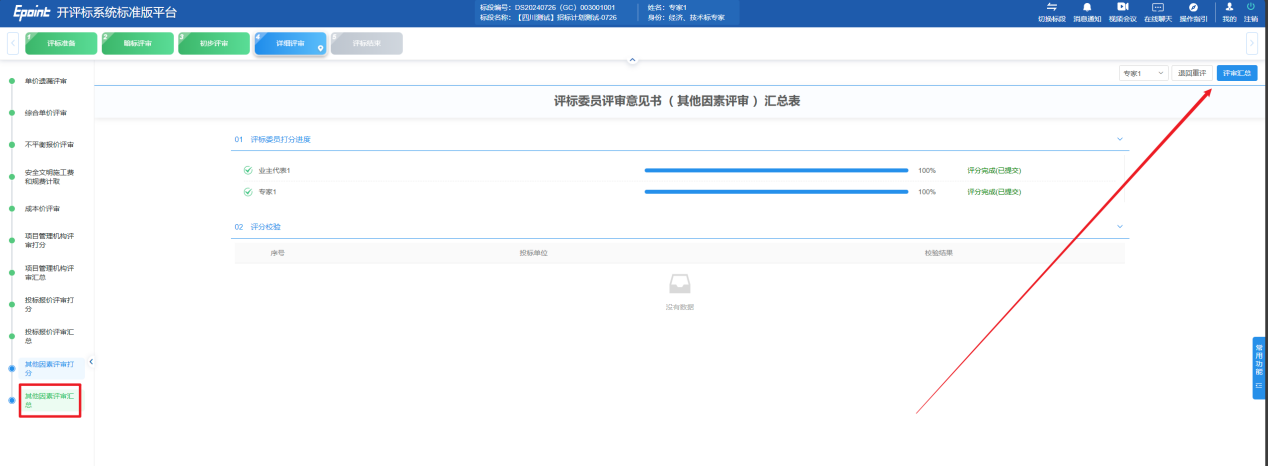 Epoint 开评标系统标准版平台
标段编号：DS20240726（GC）003001001
标段名称：【四川测试】招标计划测试-0726
姓名：专家1
身份：经济、技术标专家
切换标段 消息通知 视频会议 在线聊天 操作指引 我的 注销
1 评标准备
2 暗标评审
3 初步评审
4 详细评审
5 评标结束
专家1 退回重评 评审汇总
评标委员评审意见书（其他因素评审）汇总表
单价遗漏评审
综合单价评审
不平衡报价评审
安全文明施工费
和规费计取
成本价评审
项目管理机构评
审打分
项目管理机构评
审汇总
投标报价评审打
分
投标报价评审汇
总
其他因素评审打
分
其他因素评审汇
总
01 评标委员打分进度
业主代表1 100% 评分完成(已提交)
专家1 100% 评分完成(已提交)
02 评分校验
序号 投标单位 校验结果
没有数据
常用功能